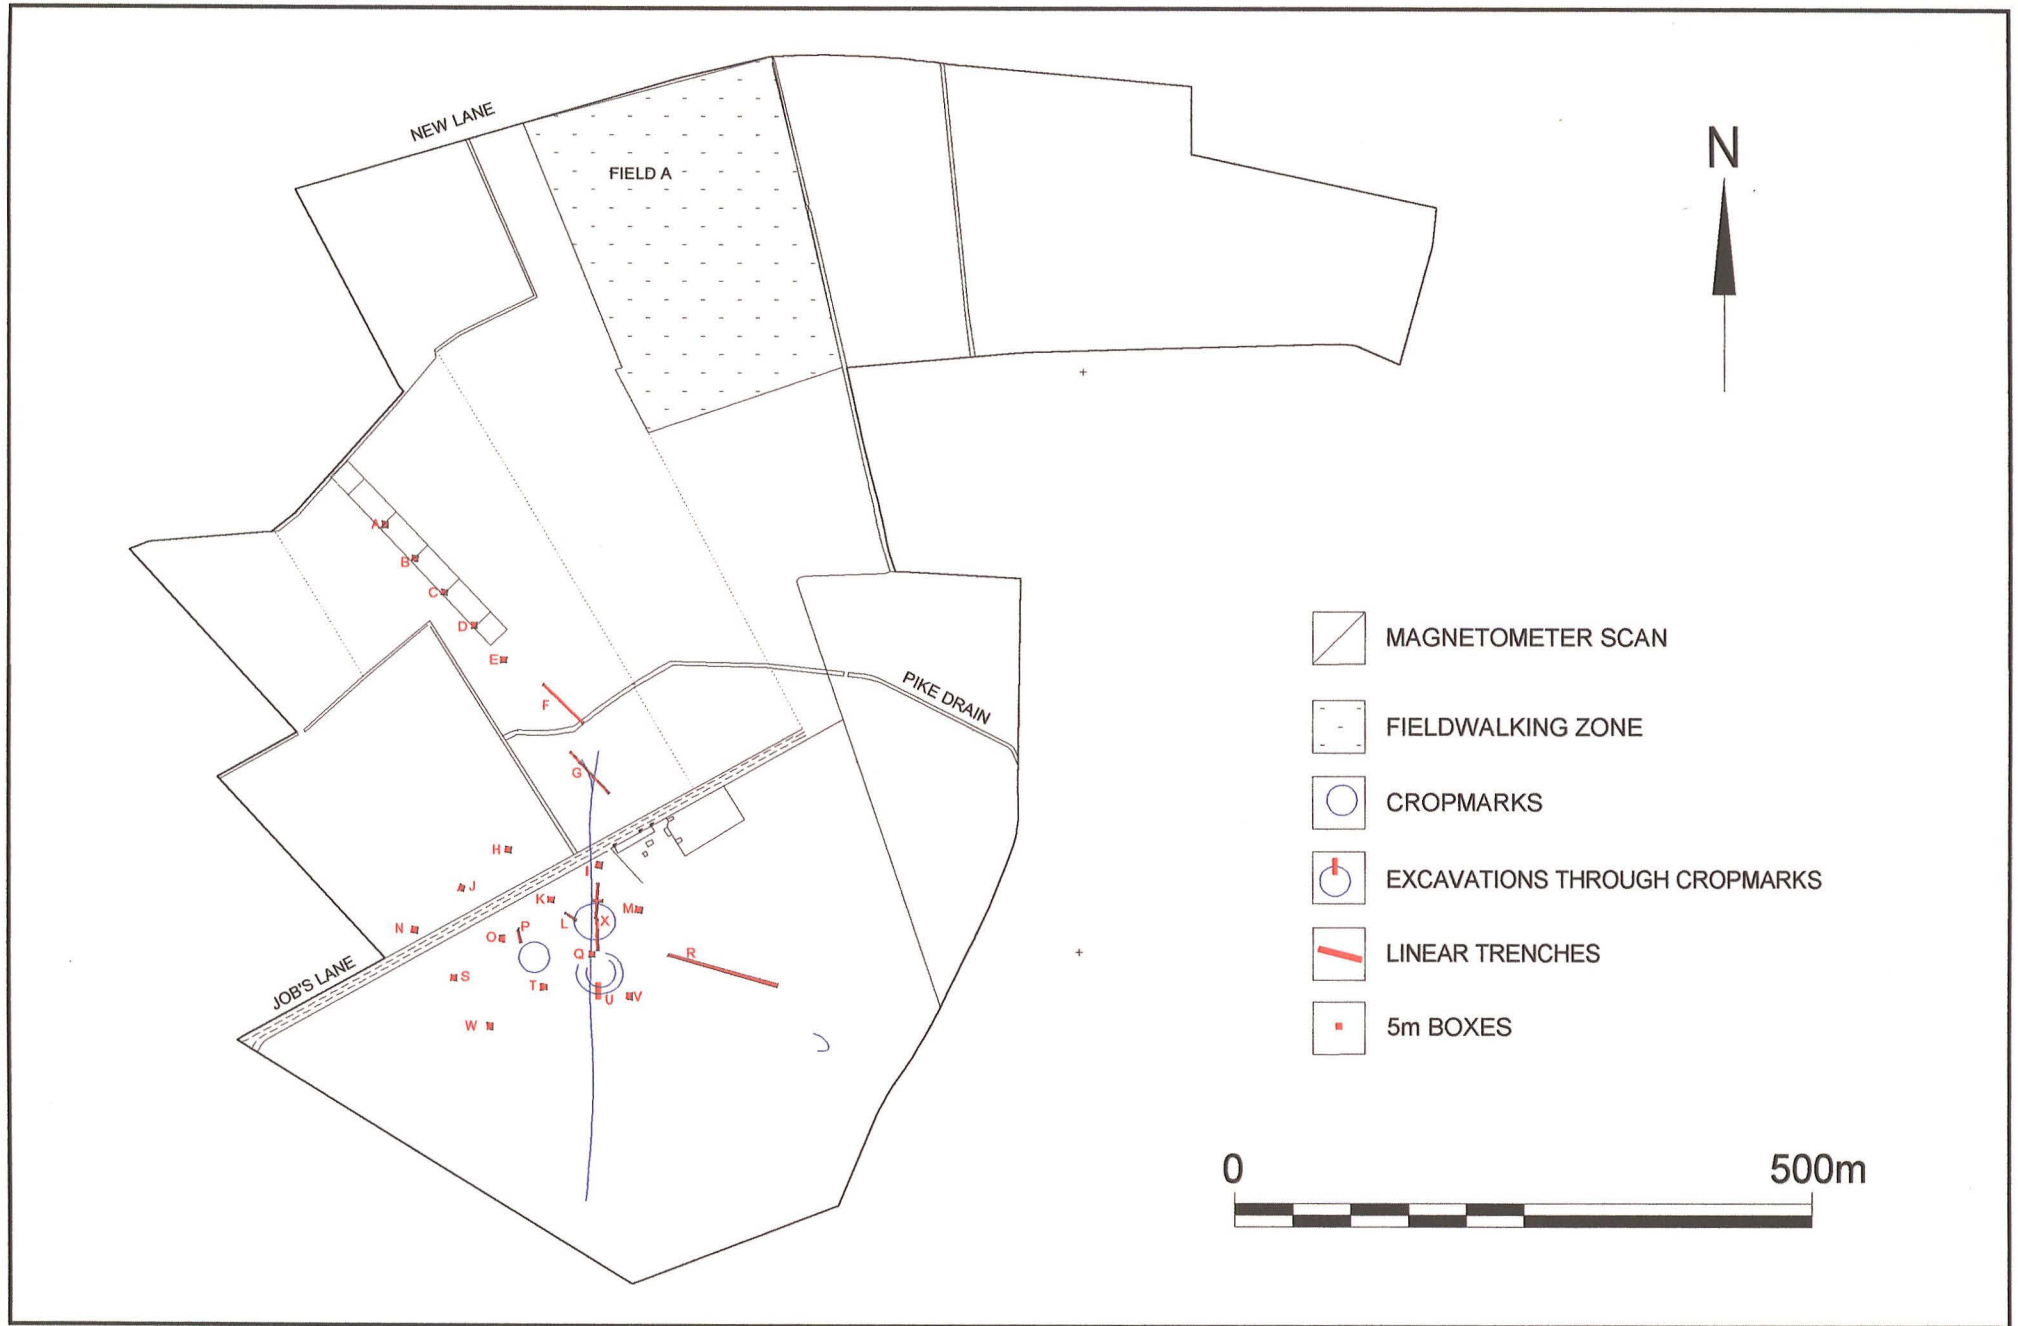 NEW LANE
FIELD A
N
A
B
C
D
E
F
PIKE DRAIN
G
H
I
J
K
L
X
M
N
O
P
Q
R
JOB'S LANE
S
T
U
V
W
MAGNETOMETER SCAN
FIELDWALKING ZONE
CROPMARKS
EXCAVATIONS THROUGH CROPMARKS
LINEAR TRENCHES
5m BOXES
0 500m